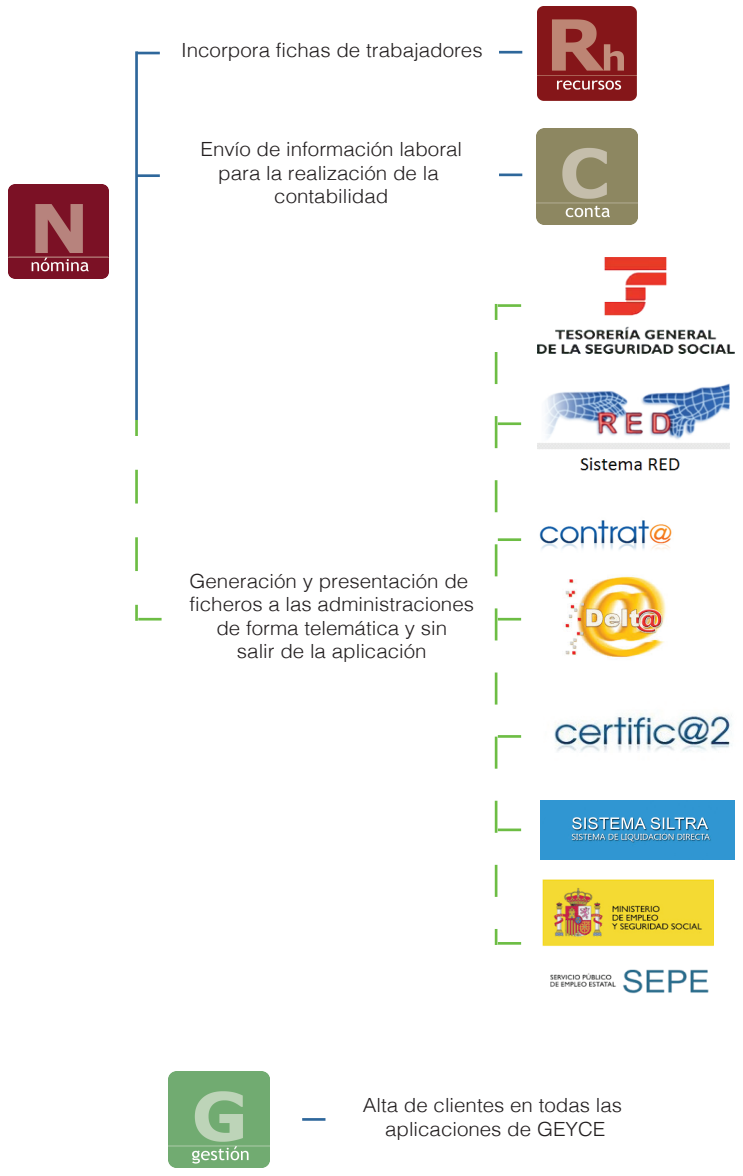 Incorpora fichas de trabajadores
Rh
recursos
Envío de información laboral
para la realización de la
contabilidad
C
conta
N
nómina
TESORERÍA GENERAL
DE LA SEGURIDAD SOCIAL
RED
Sistema RED
contrat@
Generación y presentación de
ficheros a las administraciones
de forma telemática y sin
salir de la aplicación
Delt@
certific@2
SISTEMA SILTRA
SISTEMA DE LIQUIDACION DIRECTA
MINISTERIO
DE EMPLEO
Y SEGURIDAD SOCIAL
SERVICIO PÚBLICO
DE EMPLEO ESTATAL
SEPE
G
gestión
Alta de clientes en todas las
aplicaciones de GEYCE